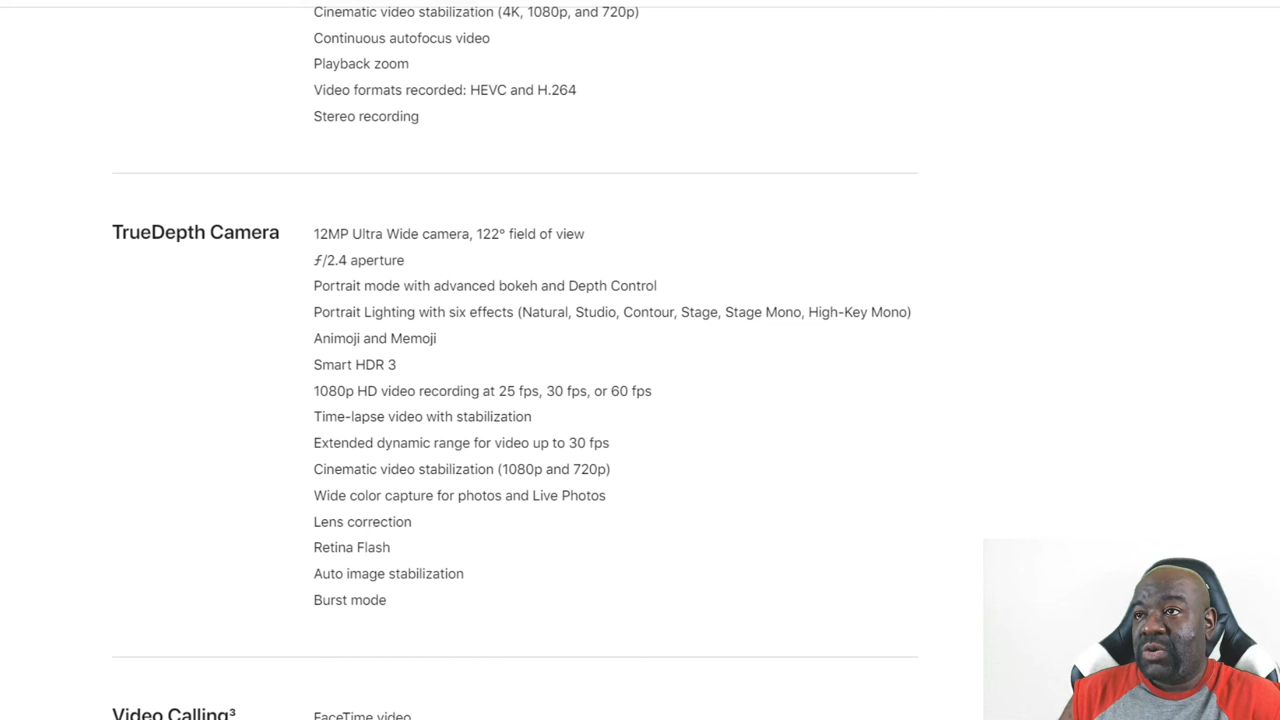 Cinematic video stabilization (4K, 1080p, and 720p)
Continuous autofocus video
Playback zoom
Video formats recorded: HEVC and H.264
Stereo recording
TrueDepth Camera
12MP Ultra Wide camera, 122° field of view
ƒ/2.4 aperture
Portrait mode with advanced bokeh and Depth Control
Portrait Lighting with six effects (Natural, Studio, Contour, Stage, Stage Mono, High-Key Mono)
Animoji and Memoji
Smart HDR 3
1080p HD video recording at 25 fps, 30 fps, or 60 fps
Time-lapse video with stabilization
Extended dynamic range for video up to 30 fps
Cinematic video stabilization (1080p and 720p)
Wide color capture for photos and Live Photos
Lens correction
Retina Flash
Auto image stabilization
Burst mode
Video Calling³
FaceTime video